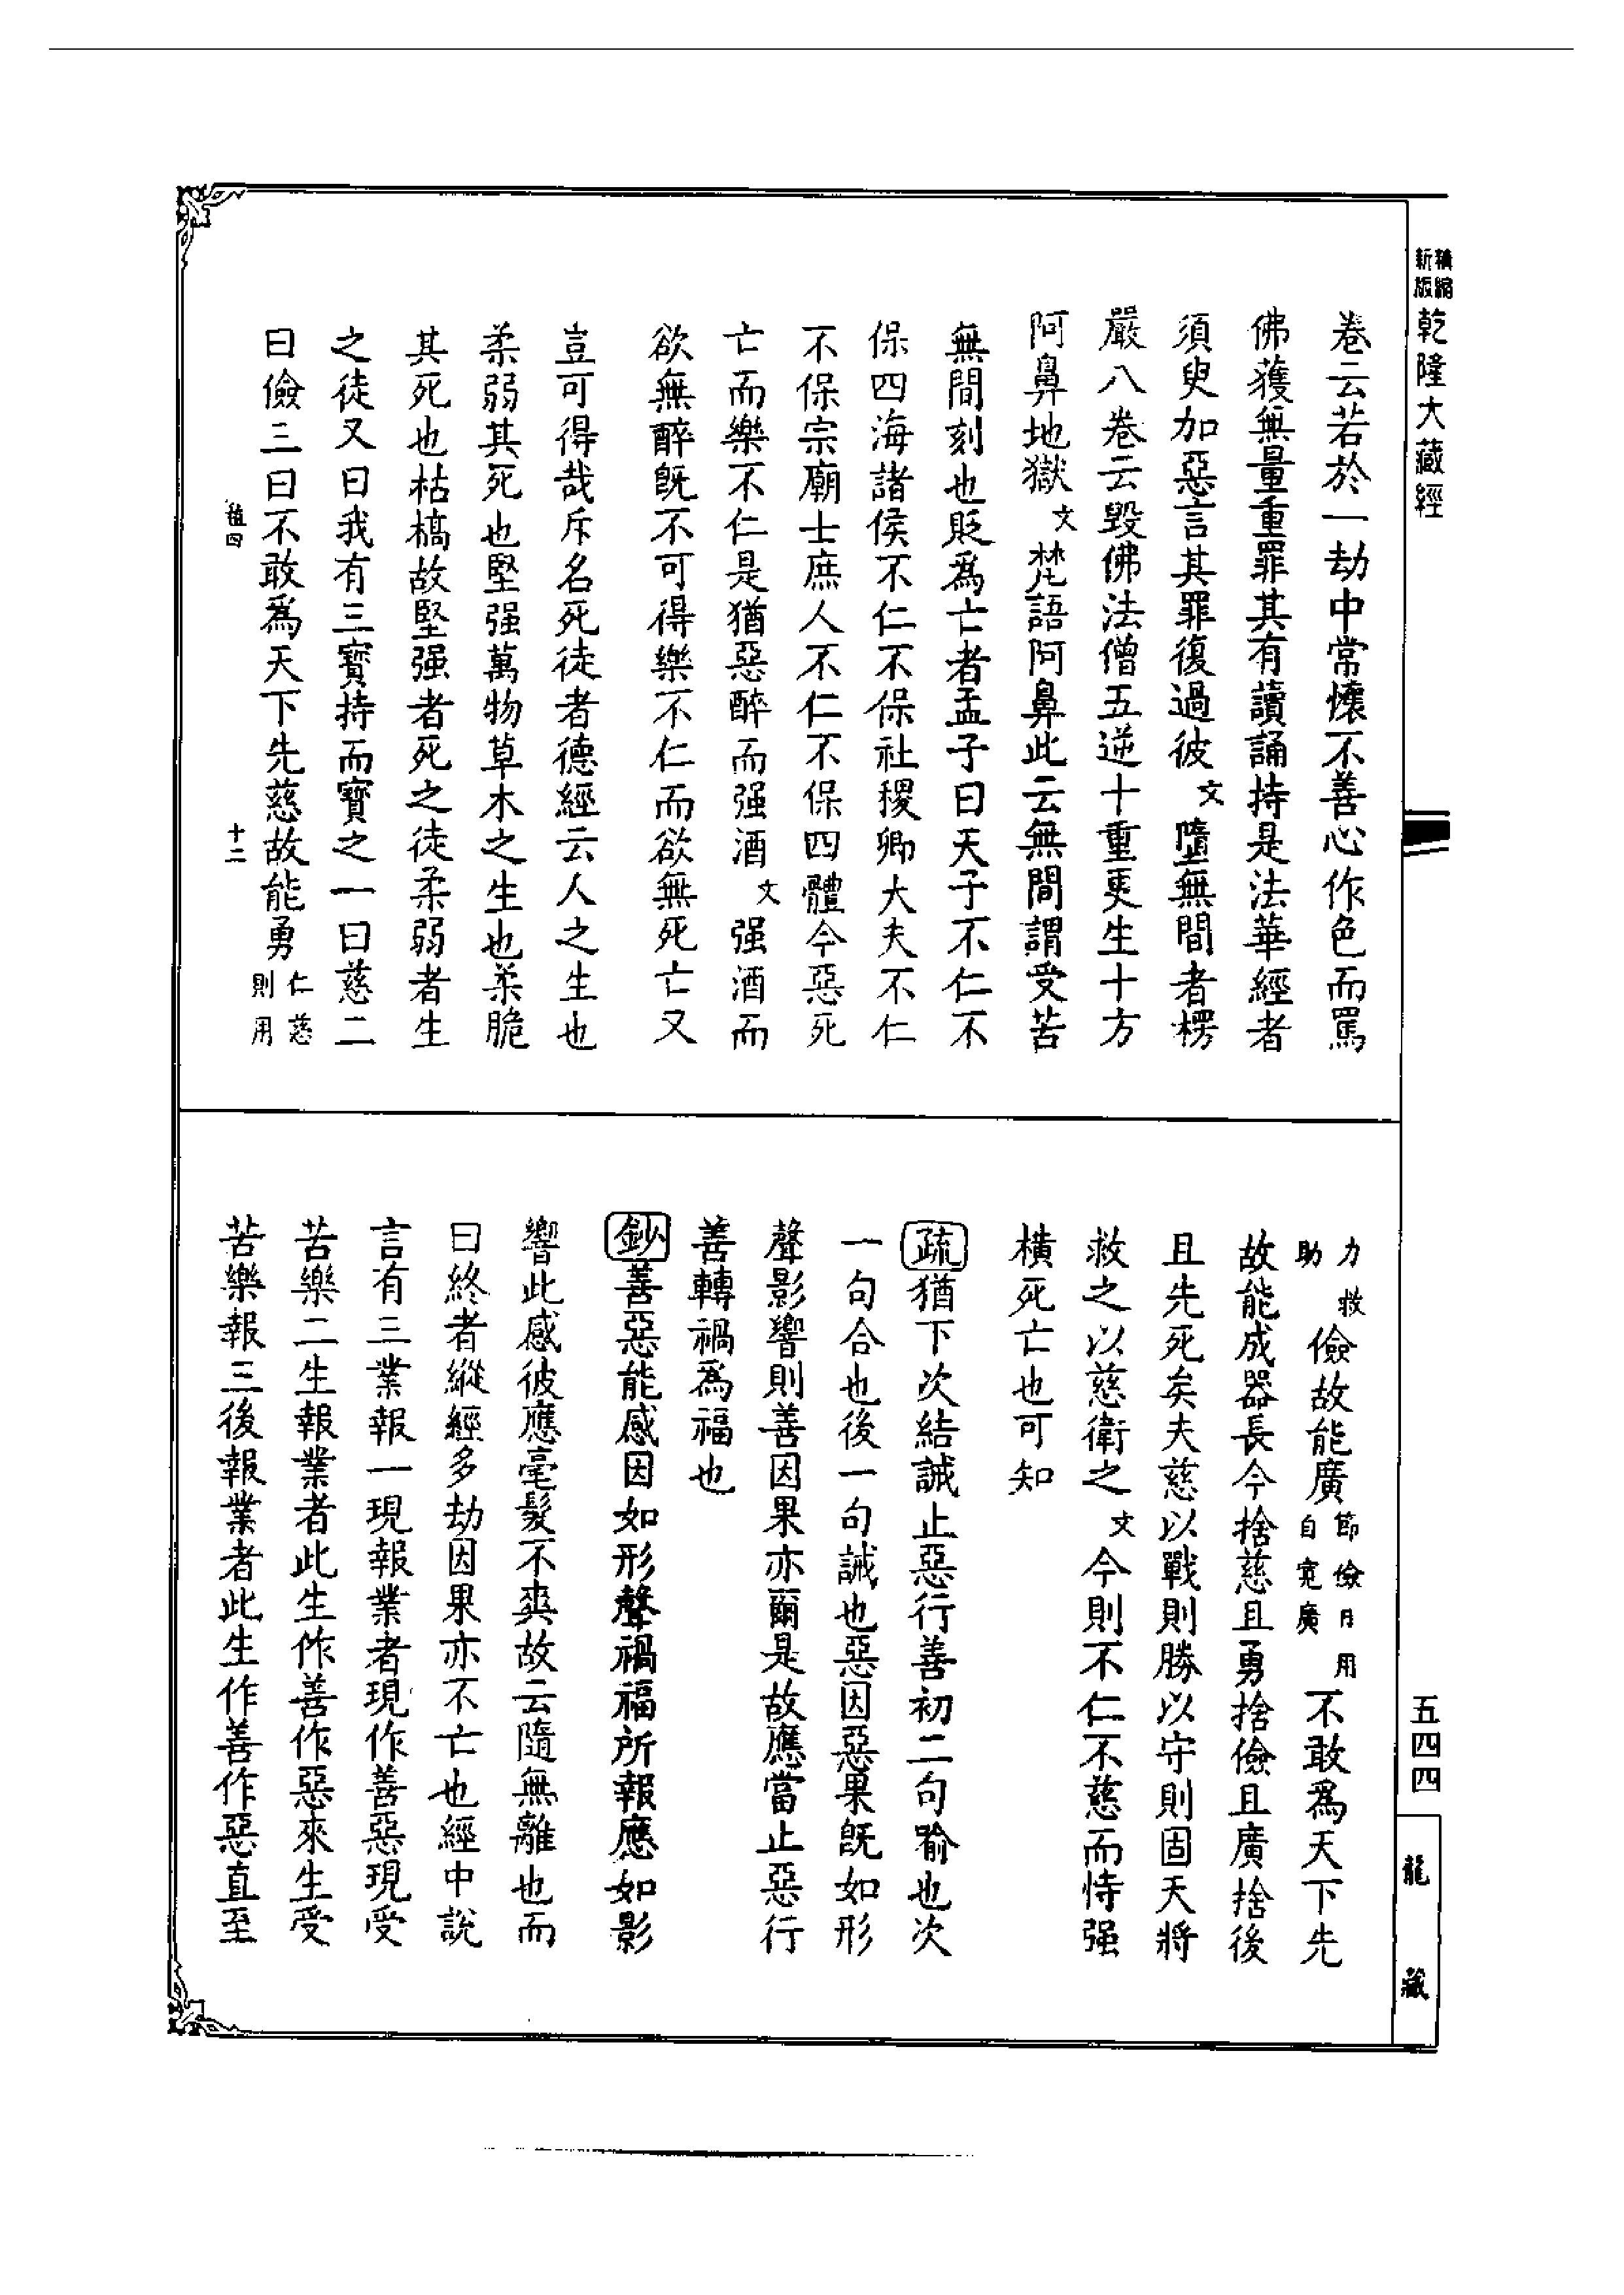 精縮新版
乾隆大藏經
卷云若於一劫中常懷不善心作色而罵
佛獲無量重罪其有讀誦持是法華經者
須臾加惡言其罪復過彼文墮無間者楞
嚴八卷云毀佛法僧五逆十重更生十方
阿鼻地獄文梵語阿鼻此云無間謂受苦
無間刻也貶為亡者孟子曰天子不仁不
保四海諸侯不仁不保社稷卿大夫不仁
不保宗廟士庶人不仁不保四體今惡死
亡而樂不仁是猶惡醉而强酒文强酒而
欲無醉既不可得樂不仁而欲無死亡又
豈可得哉斥名死徒者德經云人之生也
柔弱其死也堅强萬物草木之生也柔脆
其死也枯槁故堅强者死之徒柔弱者生
之徒又曰我有三寶持而寶之一曰慈二
曰儉三曰不敢為天下先慈故能勇仁慈則用
十二
力救助儉故能廣節儉日用自寬廣不敢為天下先
故能成器長今捨慈且勇捨儉且廣捨後
且先死矣夫慈以戰則勝以守則固天將
救之以慈衛之文今則不仁不慈而恃强
橫死亡也可知
疏猶下次結誡止惡行善初二句喻也次
一句合也後一句誡也惡因惡果既如形
聲影響則善因果亦爾是故應當止惡行
善轉禍為福也
鈔善惡能感因如形聲禍福所報應如影
響此感彼應毫髮不爽故云隨無離也而
曰終者縱經多劫因果亦不亡也經中說
言有三業報一現報業者現作善惡現受
苦樂二生報業者此生作善作惡來生受
苦樂報三後報業者此生作善作惡直至
五四四
龍藏